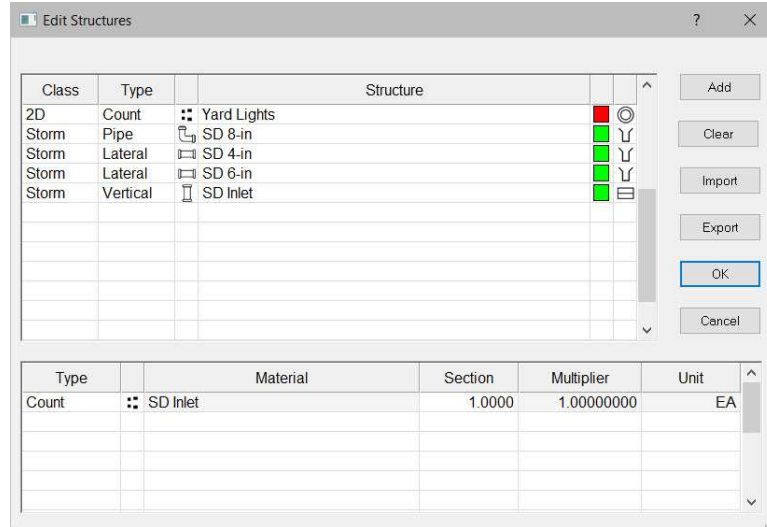 Edit Structures
Class Type Structure
2D Count Yard Lights
Storm Pipe SD 8-in
Storm Lateral SD 4-in
Storm Lateral SD 6-in
Storm Vertical SD Inlet
Add
Clear
Import
Export
OK
Cancel
Type Material Section Multiplier Unit
Count SD Inlet 1.0000 1.00000000 EA